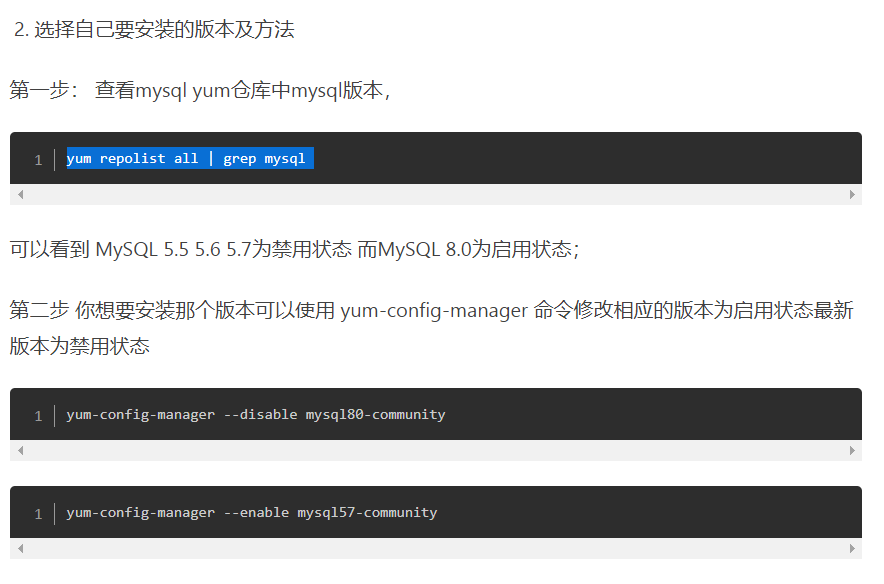 2. 选择自己要安装的版本及方法
第一步： 查看mysql yum仓库中mysql版本，
1 yum repolist all | grep mysql
可以看到 MySQL 5.5 5.6 5.7为禁用状态 而MySQL 8.0为启用状态；
第二步 你想要安装那个版本可以使用 yum-config-manager 命令修改相应的版本为启用状态最新
版本为禁用状态
1 yum-config-manager --disable mysql80-community
1 yum-config-manager --enable mysql57-community